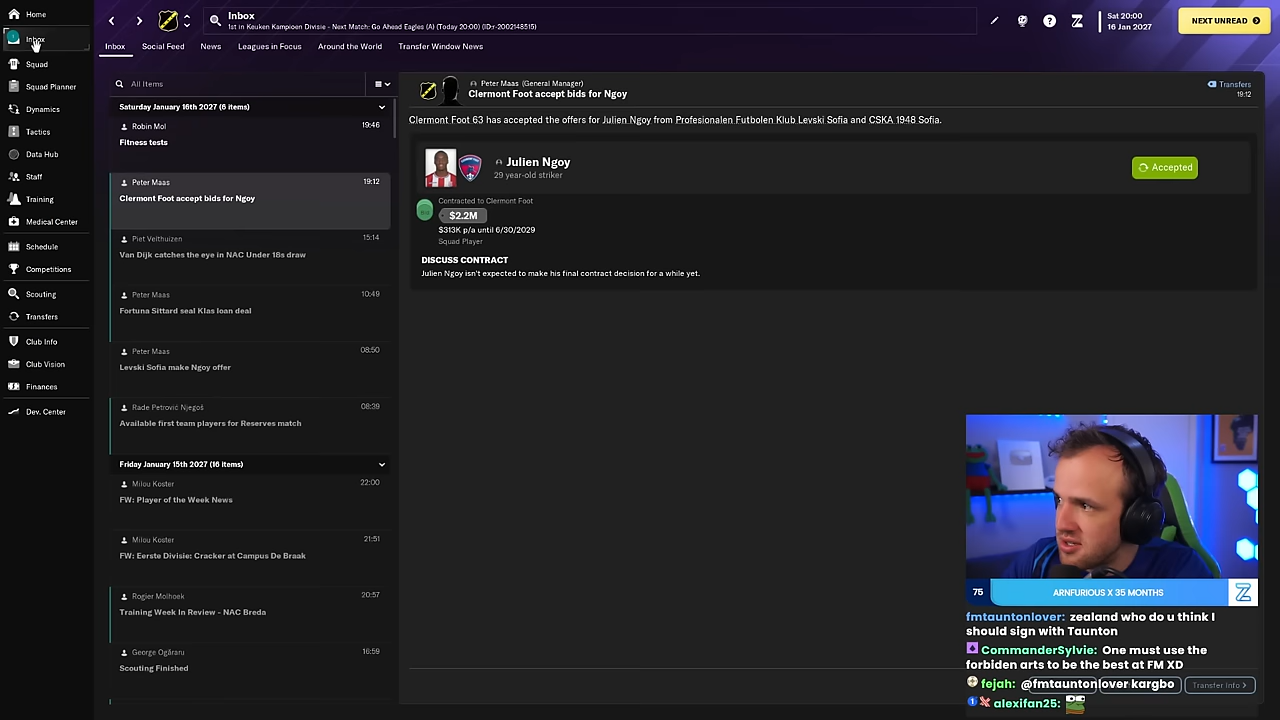 Home
Inbox
Squad
Squad Planner
Dynamics
Tactics
Data Hub
Staff
Training
Medical Center
Schedule
Competitions
Scouting
Transfers
Club Info
Club Vision
Finances
Dev. Center
Inbox
1st in Keuken Kampioen Divisie - Next Match: Go Ahead Eagles (A) (Today 20:00) (ID:r-2002148515)
Sat 20:00
16 Jan 2027
NEXT UNREAD
Inbox Social Feed News Leagues in Focus Around the World Transfer Window News
All Items
Saturday January 16th 2027 (6 items)
Robin Mol 19:46
Fitness tests
Peter Maas 19:12
Clermont Foot accept bids for Ngoy
Piet Velthuizen 15:14
Van Dijk catches the eye in NAC Under 18s draw
Peter Maas 10:49
Fortuna Sittard seal Klas loan deal
Peter Maas 08:50
Levski Sofia make Ngoy offer
Rade Petrović Njegoš 08:39
Available first team players for Reserves match
Friday January 15th 2027 (16 items)
Milou Koster 22:00
FW: Player of the Week News
Milou Koster 21:51
FW: Eerste Divisie: Cracker at Campus De Braak
Rogier Molhoek 20:57
Training Week In Review - NAC Breda
George Ogăraru 16:59
Scouting Finished
Peter Maas (General Manager)
Clermont Foot accept bids for Ngoy
Transfers
19:12
Clermont Foot 63 has accepted the offers for Julien Ngoy from Profesionalen Futbolen Klub Levski Sofia and CSKA 1948 Sofia.
Julien Ngoy
29 year-old striker
Accepted
Contracted to Clermont Foot
$2.2M
$313K p/a until 6/30/2029
Squad Player
DISCUSS CONTRACT
Julien Ngoy isn't expected to make his final contract decision for a while yet.
75 ARNFURIOUS X 35 MONTHS
fmtauntonlover: zealand who do u think I
should sign with Taunton
CommanderSylvie: One must use the
forbiden arts to be the best at FM XD
fejah: @fmtauntonlover kargbo
Transfer Info
alexifan25: